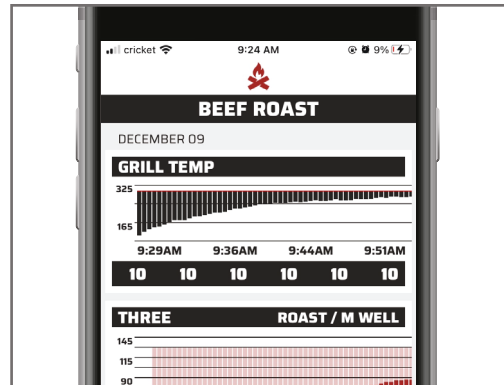 cricket 9:24 AM 9%
BEEF ROAST
DECEMBER 09
GRILL TEMP
325
165
9:29AM 9:36AM 9:44AM 9:51AM
10 10 10 10 10 10
THREE ROAST / M WELL
145
115
90